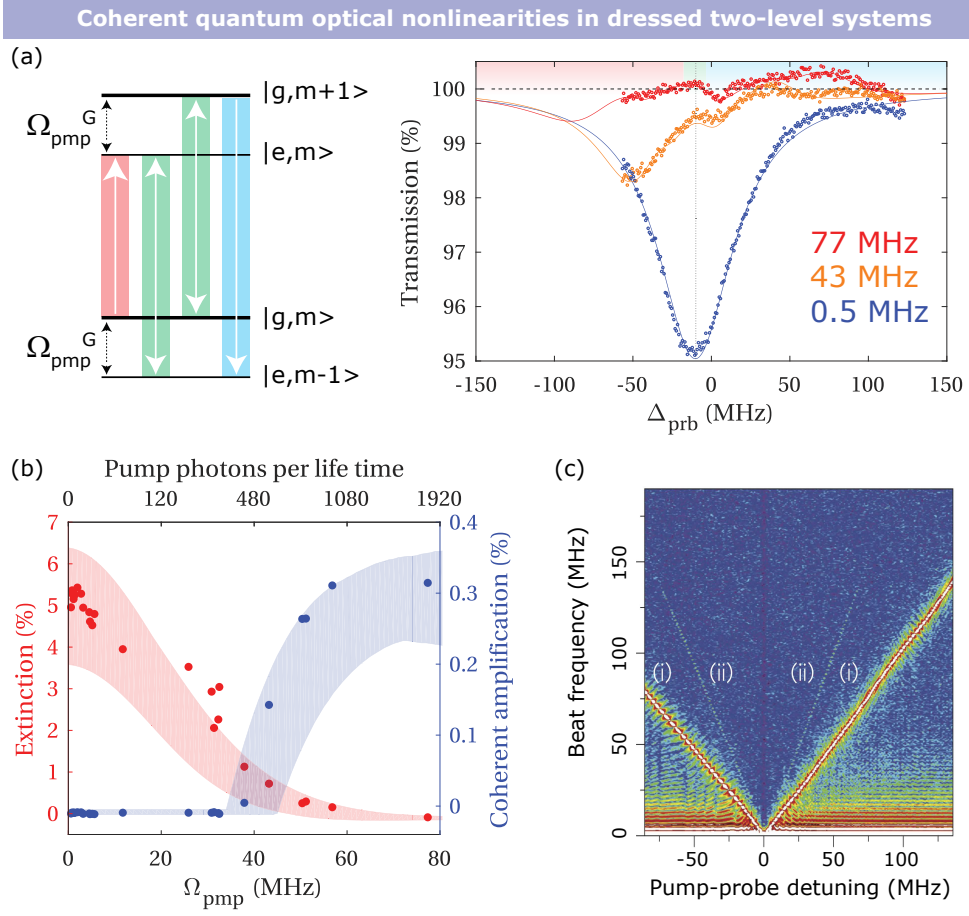 Coherent quantum optical nonlinearities in dressed two-level systems
(a)
|g,m+1>
Ω_pmp^G
|e,m>
|g,m>
Ω_pmp^G
|e,m-1>
Transmission (%)
100
99
98
97
96
95
77 MHz
43 MHz
0.5 MHz
-150 -100 -50 0 50 100 150
Δ_prb (MHz)
(b)
Pump photons per life time
0 120 480 1080 1920
Extinction (%)
7
6
5
4
3
2
1
0
0.4
0.3
0.2
0.1
0
Coherent amplification (%)
0 20 40 60 80
Ω_pmp (MHz)
(c)
Beat frequency (MHz)
150
100
50
0
(i) (ii) (ii) (i)
-50 0 50 100
Pump-probe detuning (MHz)